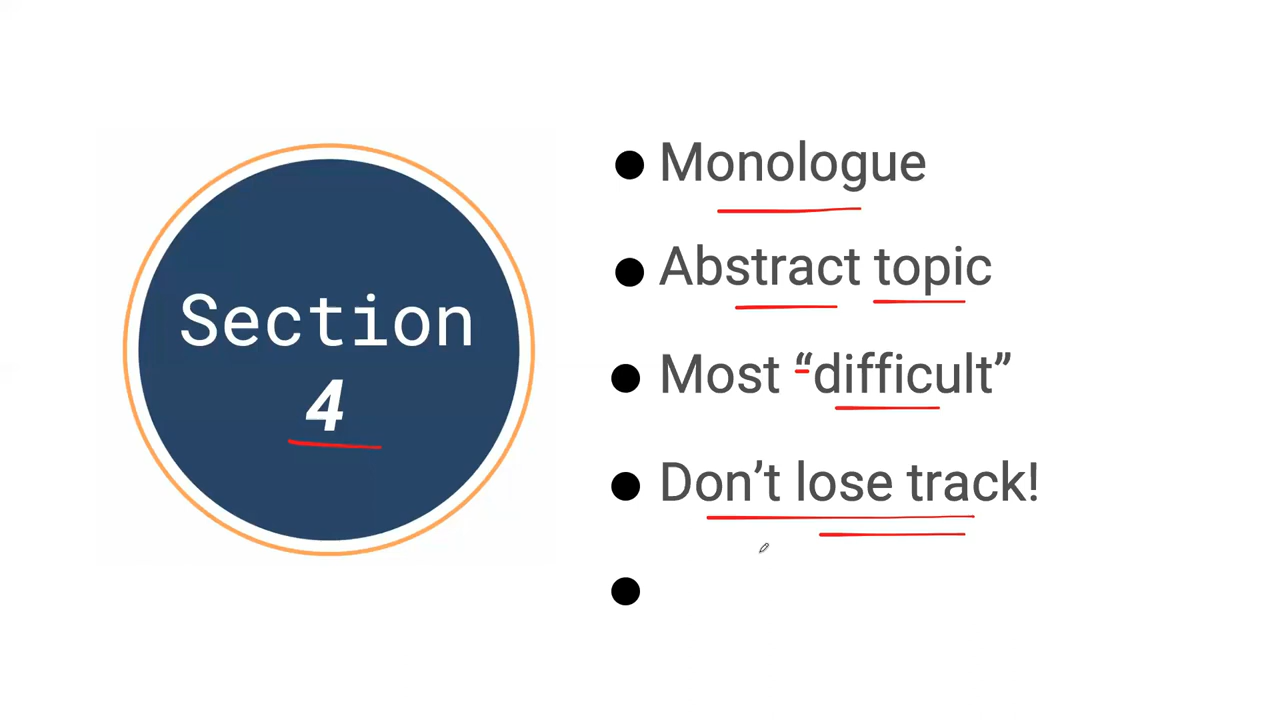 Section
4
● Monologue
● Abstract topic
● Most “difficult”
● Don’t lose track!
●